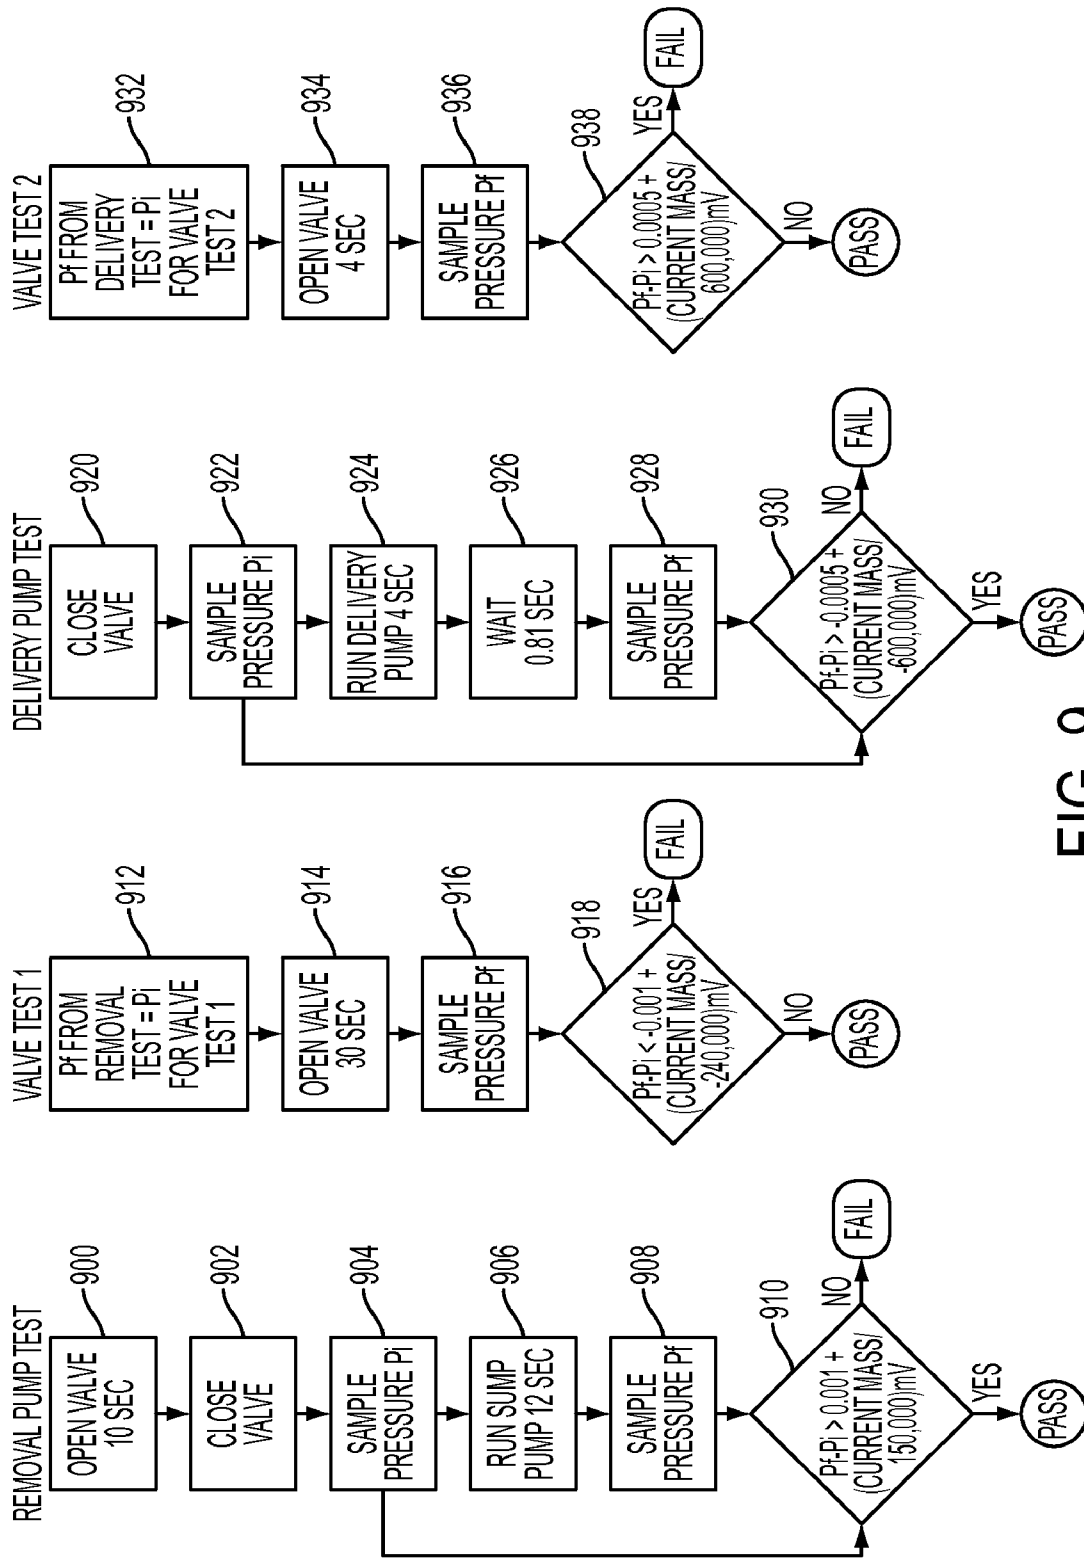 REMOVAL PUMP TEST
OPEN VALVE
10 SEC
900
CLOSE
VALVE
902
SAMPLE
PRESSURE Pi
904
RUN SUMP
PUMP 12 SEC
906
SAMPLE
PRESSURE Pf
908
Pf-Pi > 0.001 +
(CURRENT MASS/
150,000)mV
910
NO
FAIL
YES
PASS
VALVE TEST 1
Pf FROM
REMOVAL
TEST = Pi
FOR VALVE
TEST 1
912
OPEN VALVE
30 SEC
914
SAMPLE
PRESSURE Pf
916
Pf-Pi < -0.001 +
(CURRENT MASS/
-240,000)mV
918
YES
FAIL
NO
PASS
DELIVERY PUMP TEST
CLOSE
VALVE
920
SAMPLE
PRESSURE Pi
922
RUN DELIVERY
PUMP 4 SEC
924
WAIT
0.81 SEC
926
SAMPLE
PRESSURE Pf
928
Pf-Pi > -0.0005 +
(CURRENT MASS/
-600,000)mV
930
NO
FAIL
YES
PASS
VALVE TEST 2
Pf FROM
DELIVERY
TEST = Pi
FOR VALVE
TEST 2
932
OPEN VALVE
4 SEC
934
SAMPLE
PRESSURE Pf
936
Pf-Pi > 0.0005 +
(CURRENT MASS/
600,000)mV
938
YES
FAIL
NO
PASS
FIG.